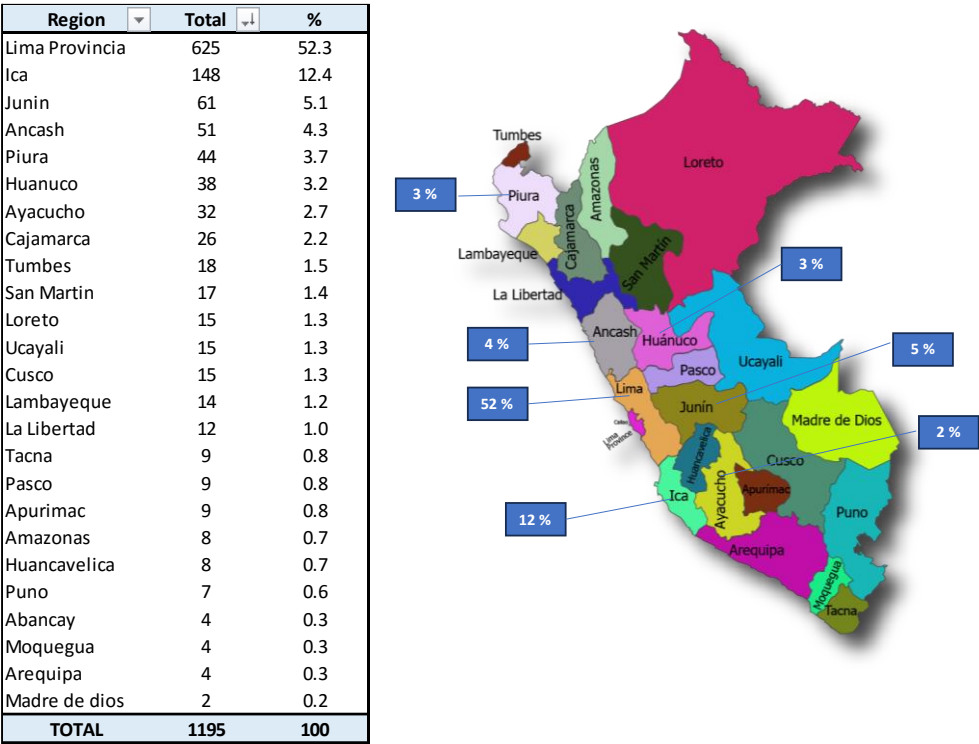 Region Total %
Lima Provincia 625 52.3
Ica 148 12.4
Junin 61 5.1
Ancash 51 4.3
Piura 44 3.7
Huanuco 38 3.2
Ayacucho 32 2.7
Cajamarca 26 2.2
Tumbes 18 1.5
San Martin 17 1.4
Loreto 15 1.3
Ucayali 15 1.3
Cusco 15 1.3
Lambayeque 14 1.2
La Libertad 12 1.0
Tacna 9 0.8
Pasco 9 0.8
Apurimac 9 0.8
Amazonas 8 0.7
Huancavelica 8 0.7
Puno 7 0.6
Abancay 4 0.3
Moquegua 4 0.3
Arequipa 4 0.3
Madre de dios 2 0.2
TOTAL 1195 100
Tumbes
Loreto
Amazonas
3 %
Piura
Cajamarca
Lambayeque
San Martín
3 %
La Libertad
Ancash
4 %
Huánuco
5 %
Ucayali
Pasco
Lima
52 %
Junín
Madre de Dios
Lima
Province
2 %
Huancavelica
Cusco
Ayacucho
Apurímac
Ica
12 %
Puno
Arequipa
Moquegua
Tacna